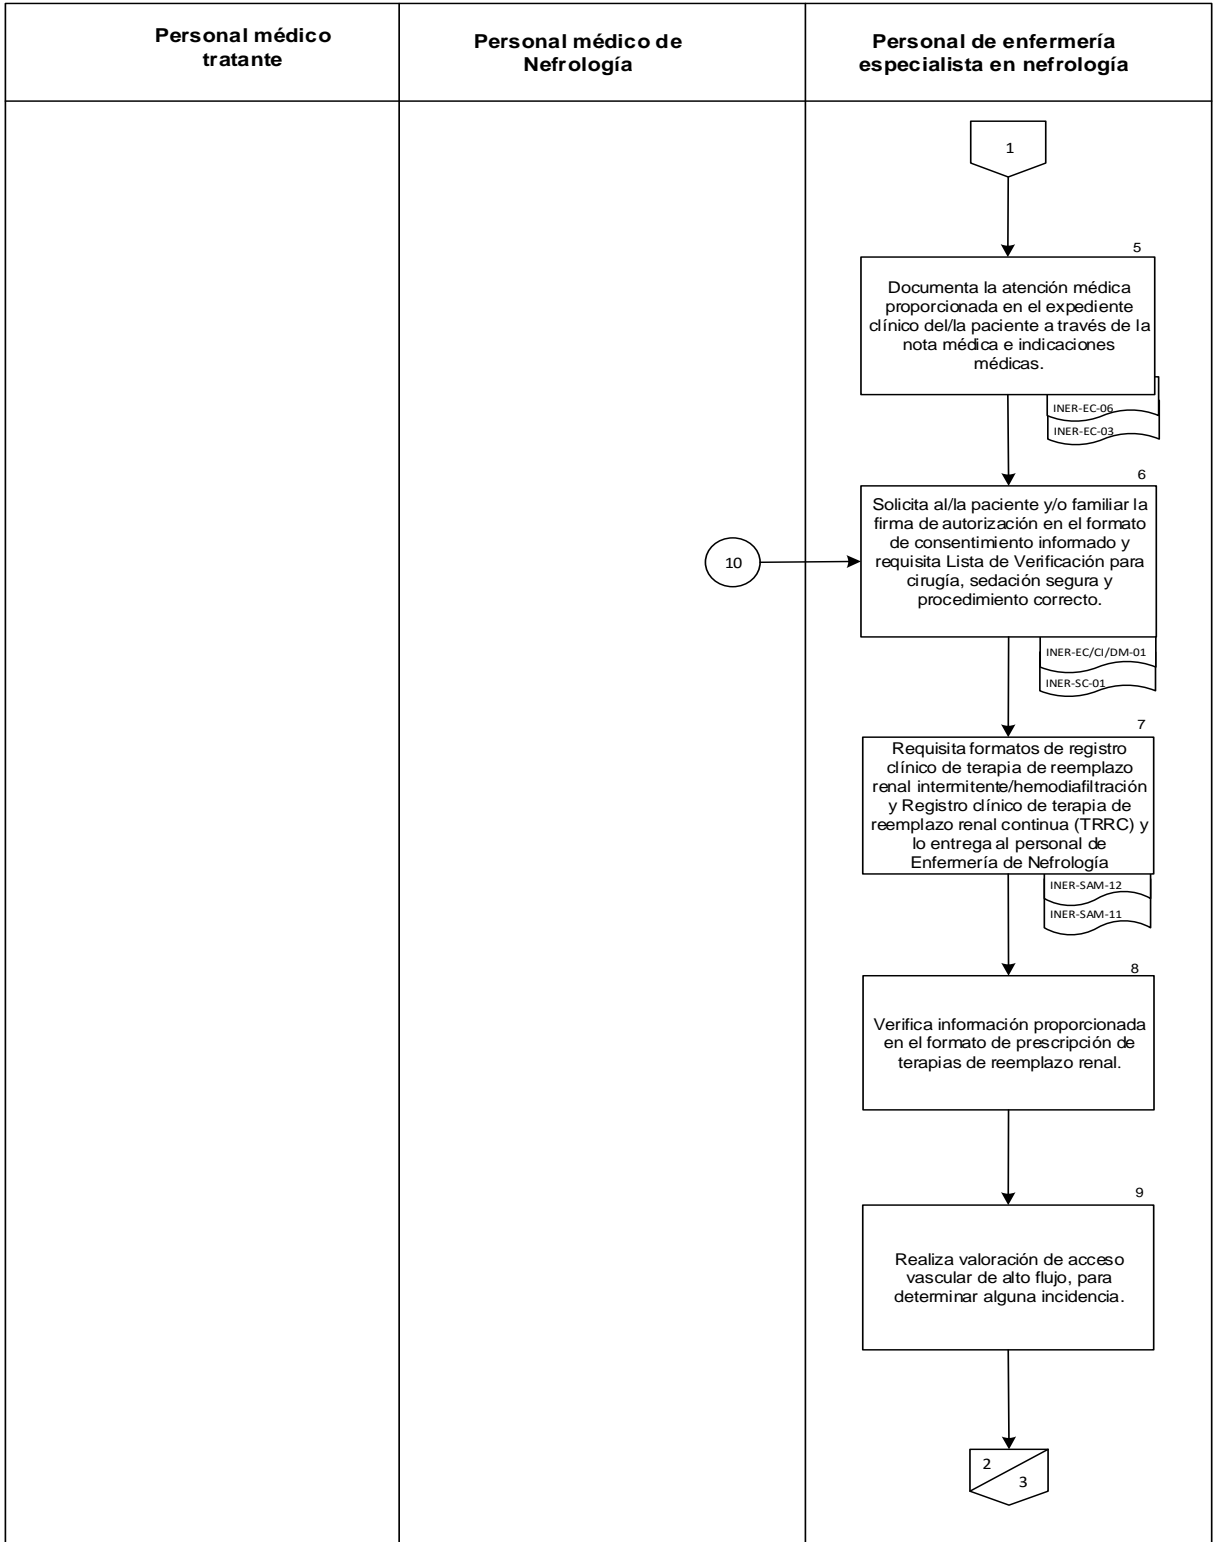 Personal médico
tratante
Personal médico de
Nefrología
Personal de enfermería
especialista en nefrología
1
5
Documenta la atención médica
proporcionada en el expediente
clínico del/la paciente a través de la
nota médica e indicaciones
médicas.
INER-EC-06
INER-EC-03
6
Solicita al/la paciente y/o familiar la
firma de autorización en el formato
de consentimiento informado y
requisita Lista de Verificación para
cirugía, sedación segura y
procedimiento correcto.
10
INER-EC/CI/DM-01
INER-SC-01
7
Requisita formatos de registro
clínico de terapia de reemplazo
renal intermitente/hemodiafiltración
y Registro clínico de terapia de
reemplazo renal continua (TRRC) y
lo entrega al personal de
Enfermería de Nefrología
INER-SAM-12
INER-SAM-11
8
Verifica información proporcionada
en el formato de prescripción de
terapias de reemplazo renal.
9
Realiza valoración de acceso
vascular de alto flujo, para
determinar alguna incidencia.
2
3